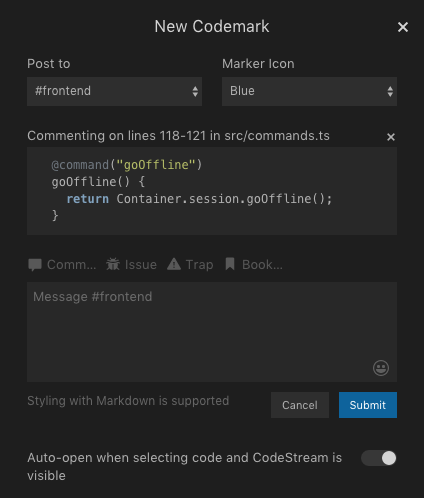 New Codemark
Post to
Marker Icon
#frontend
Blue
Commenting on lines 118-121 in src/commands.ts
@command("goOffline")
goOffline() {
return Container.session.goOffline();
}
Comm... Issue Trap Book...
Message #frontend
Styling with Markdown is supported
Cancel
Submit
Auto-open when selecting code and CodeStream is
visible